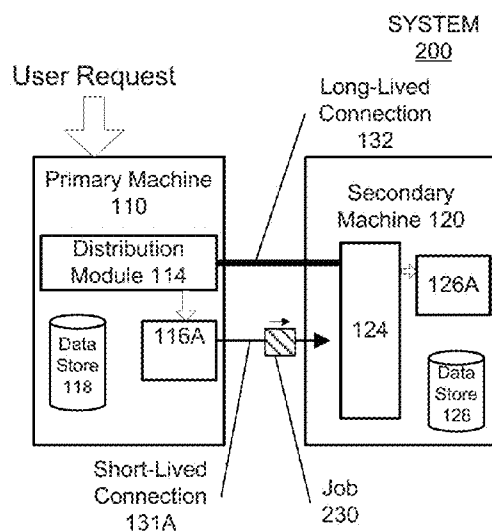 SYSTEM
200
User Request
Long-Lived
Connection
132
Primary Machine
110
Secondary
Machine 120
Distribution
Module 114
126A
124
116A
Data
Store
118
Data
Store
128
Short-Lived
Connection
131A
Job
230